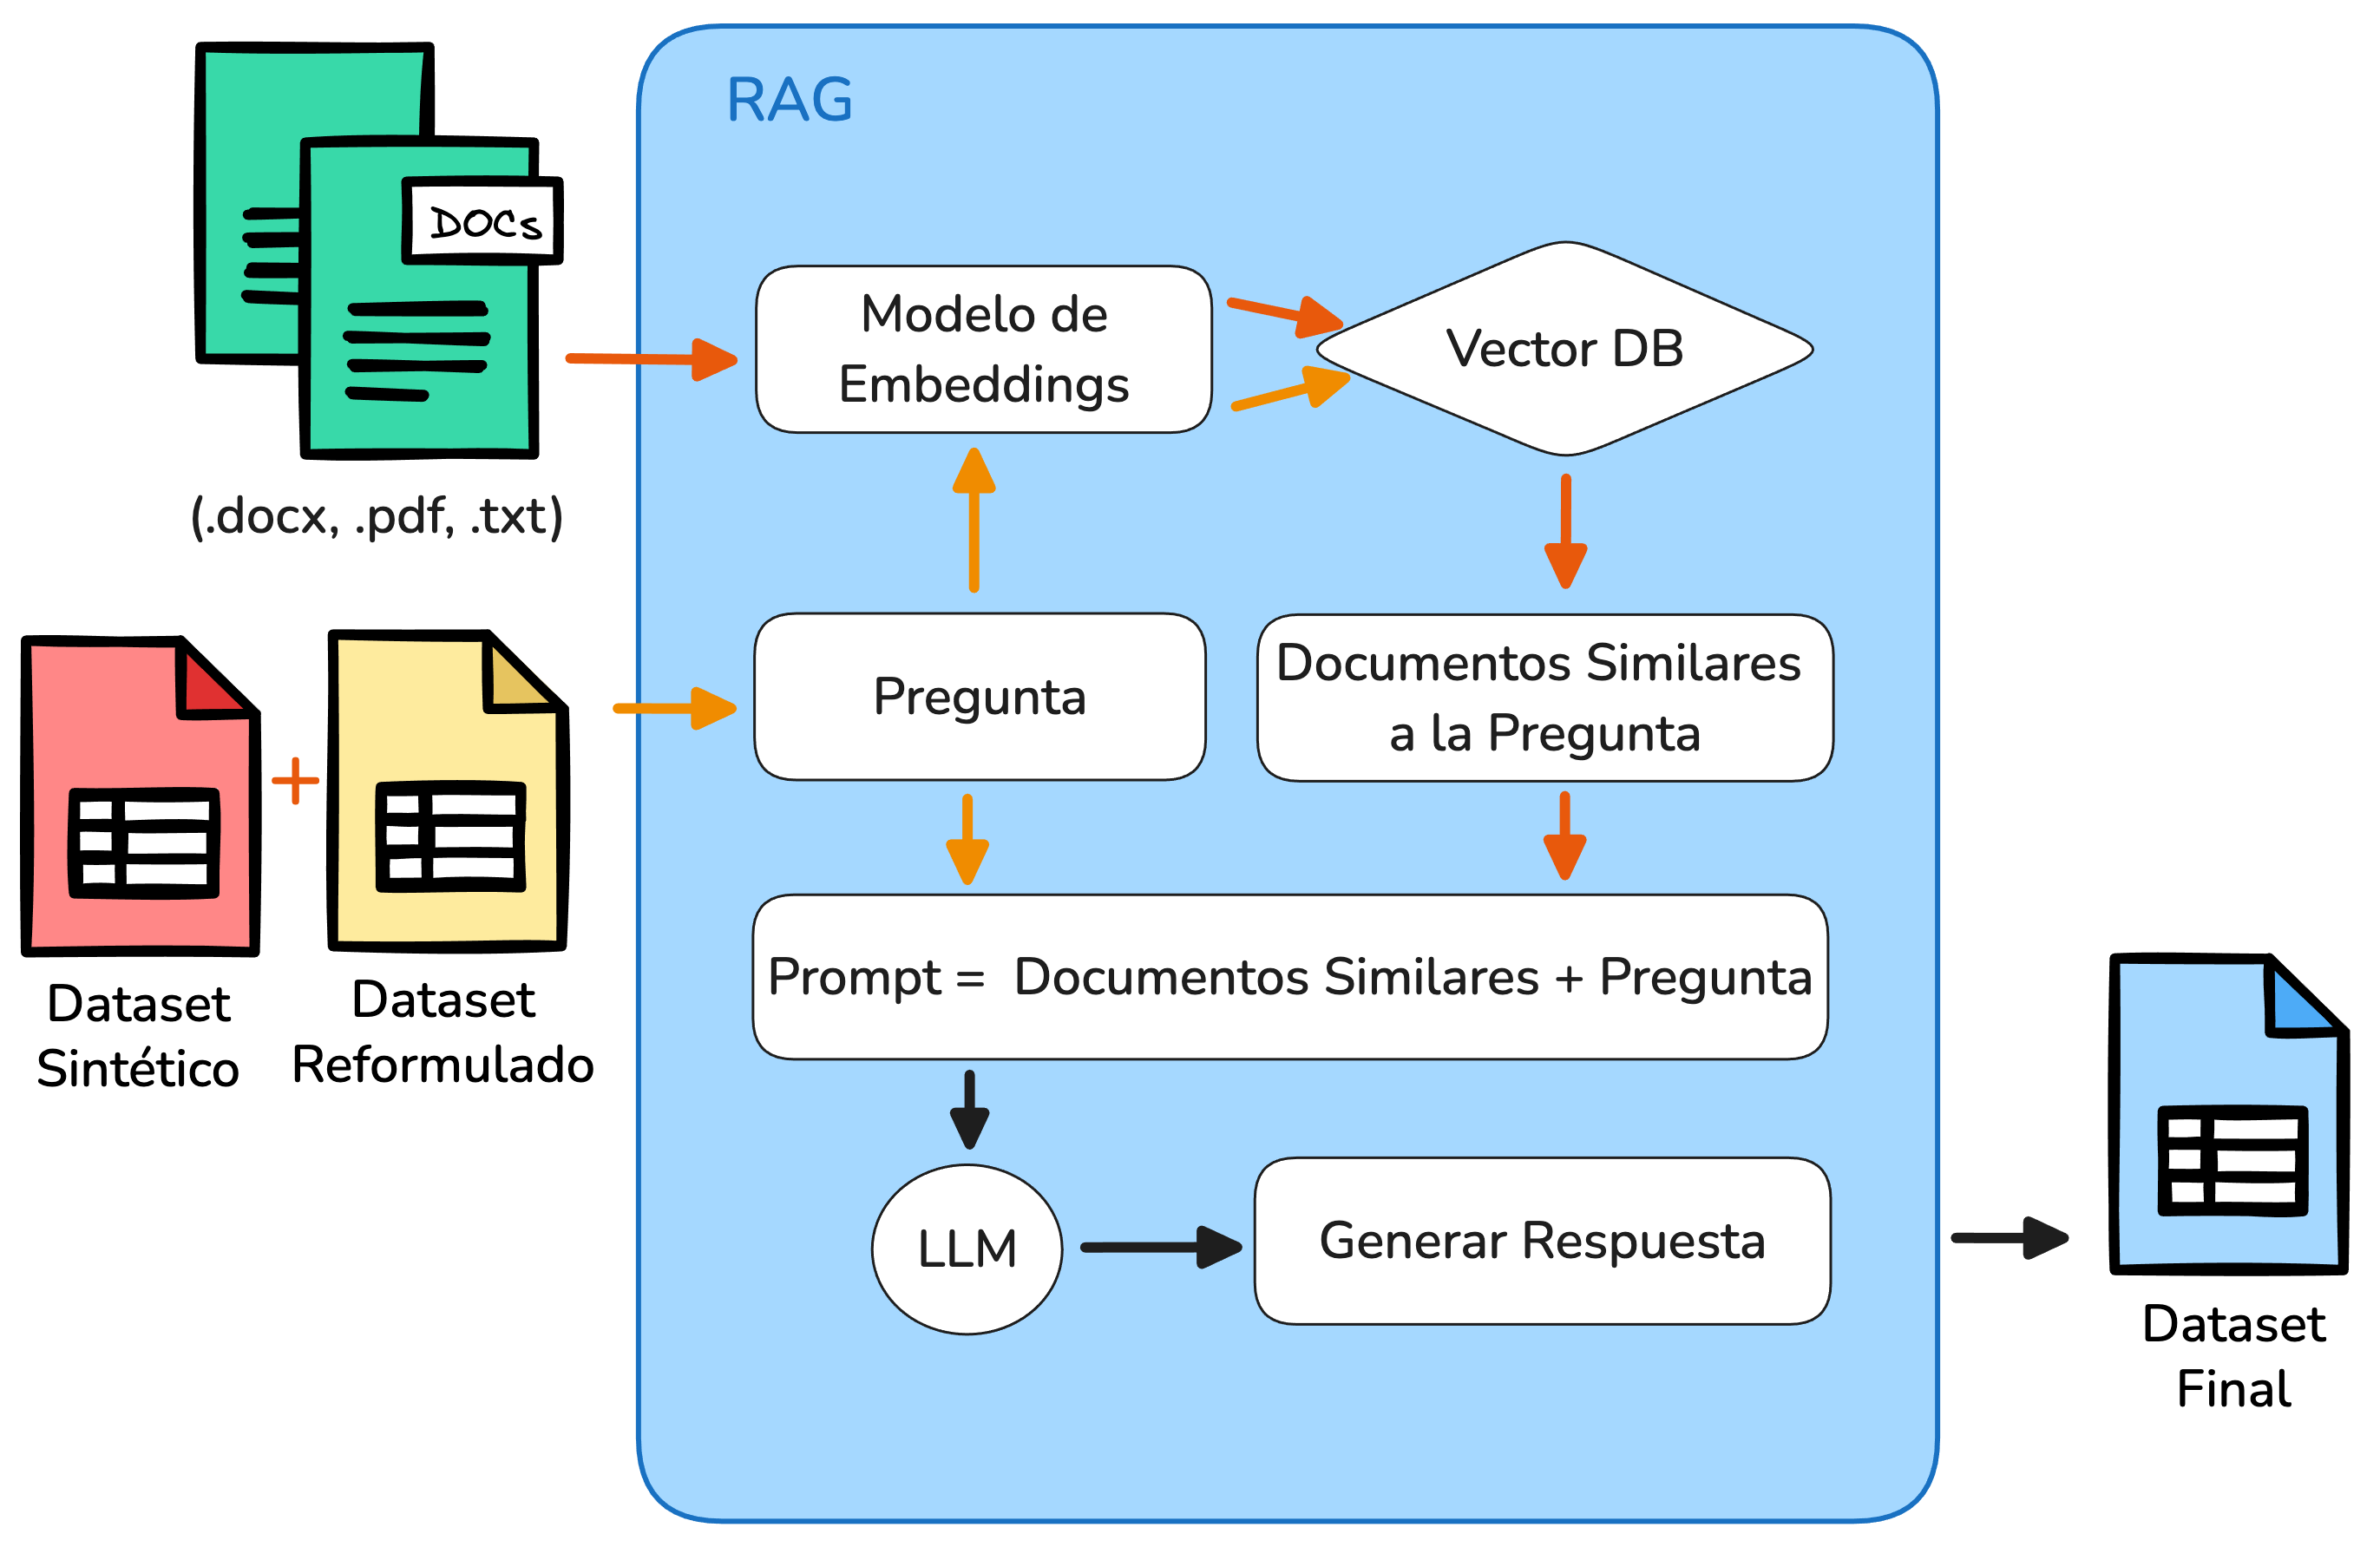 RAG
Docs
(.docx, .pdf, .txt)
Modelo de
Embeddings
Vector DB
Pregunta
Documentos Similares
a la Pregunta
Dataset
Sintético
+
Dataset
Reformulado
Prompt = Documentos Similares + Pregunta
LLM
Generar Respuesta
Dataset
Final